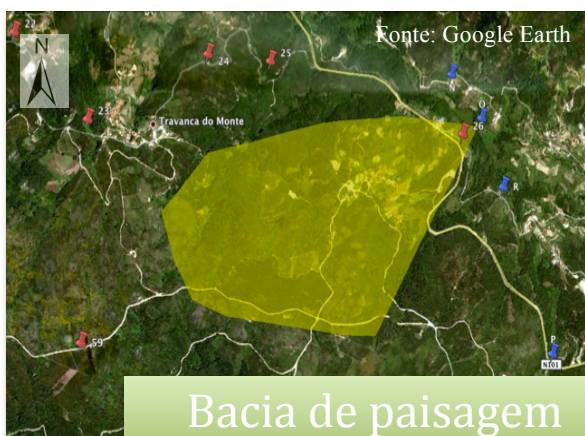 22
N
Fonte: Google Earth
24
25
N
23
Travanca do Monte
O
26
R
59
P
N101
Bacia de paisagem